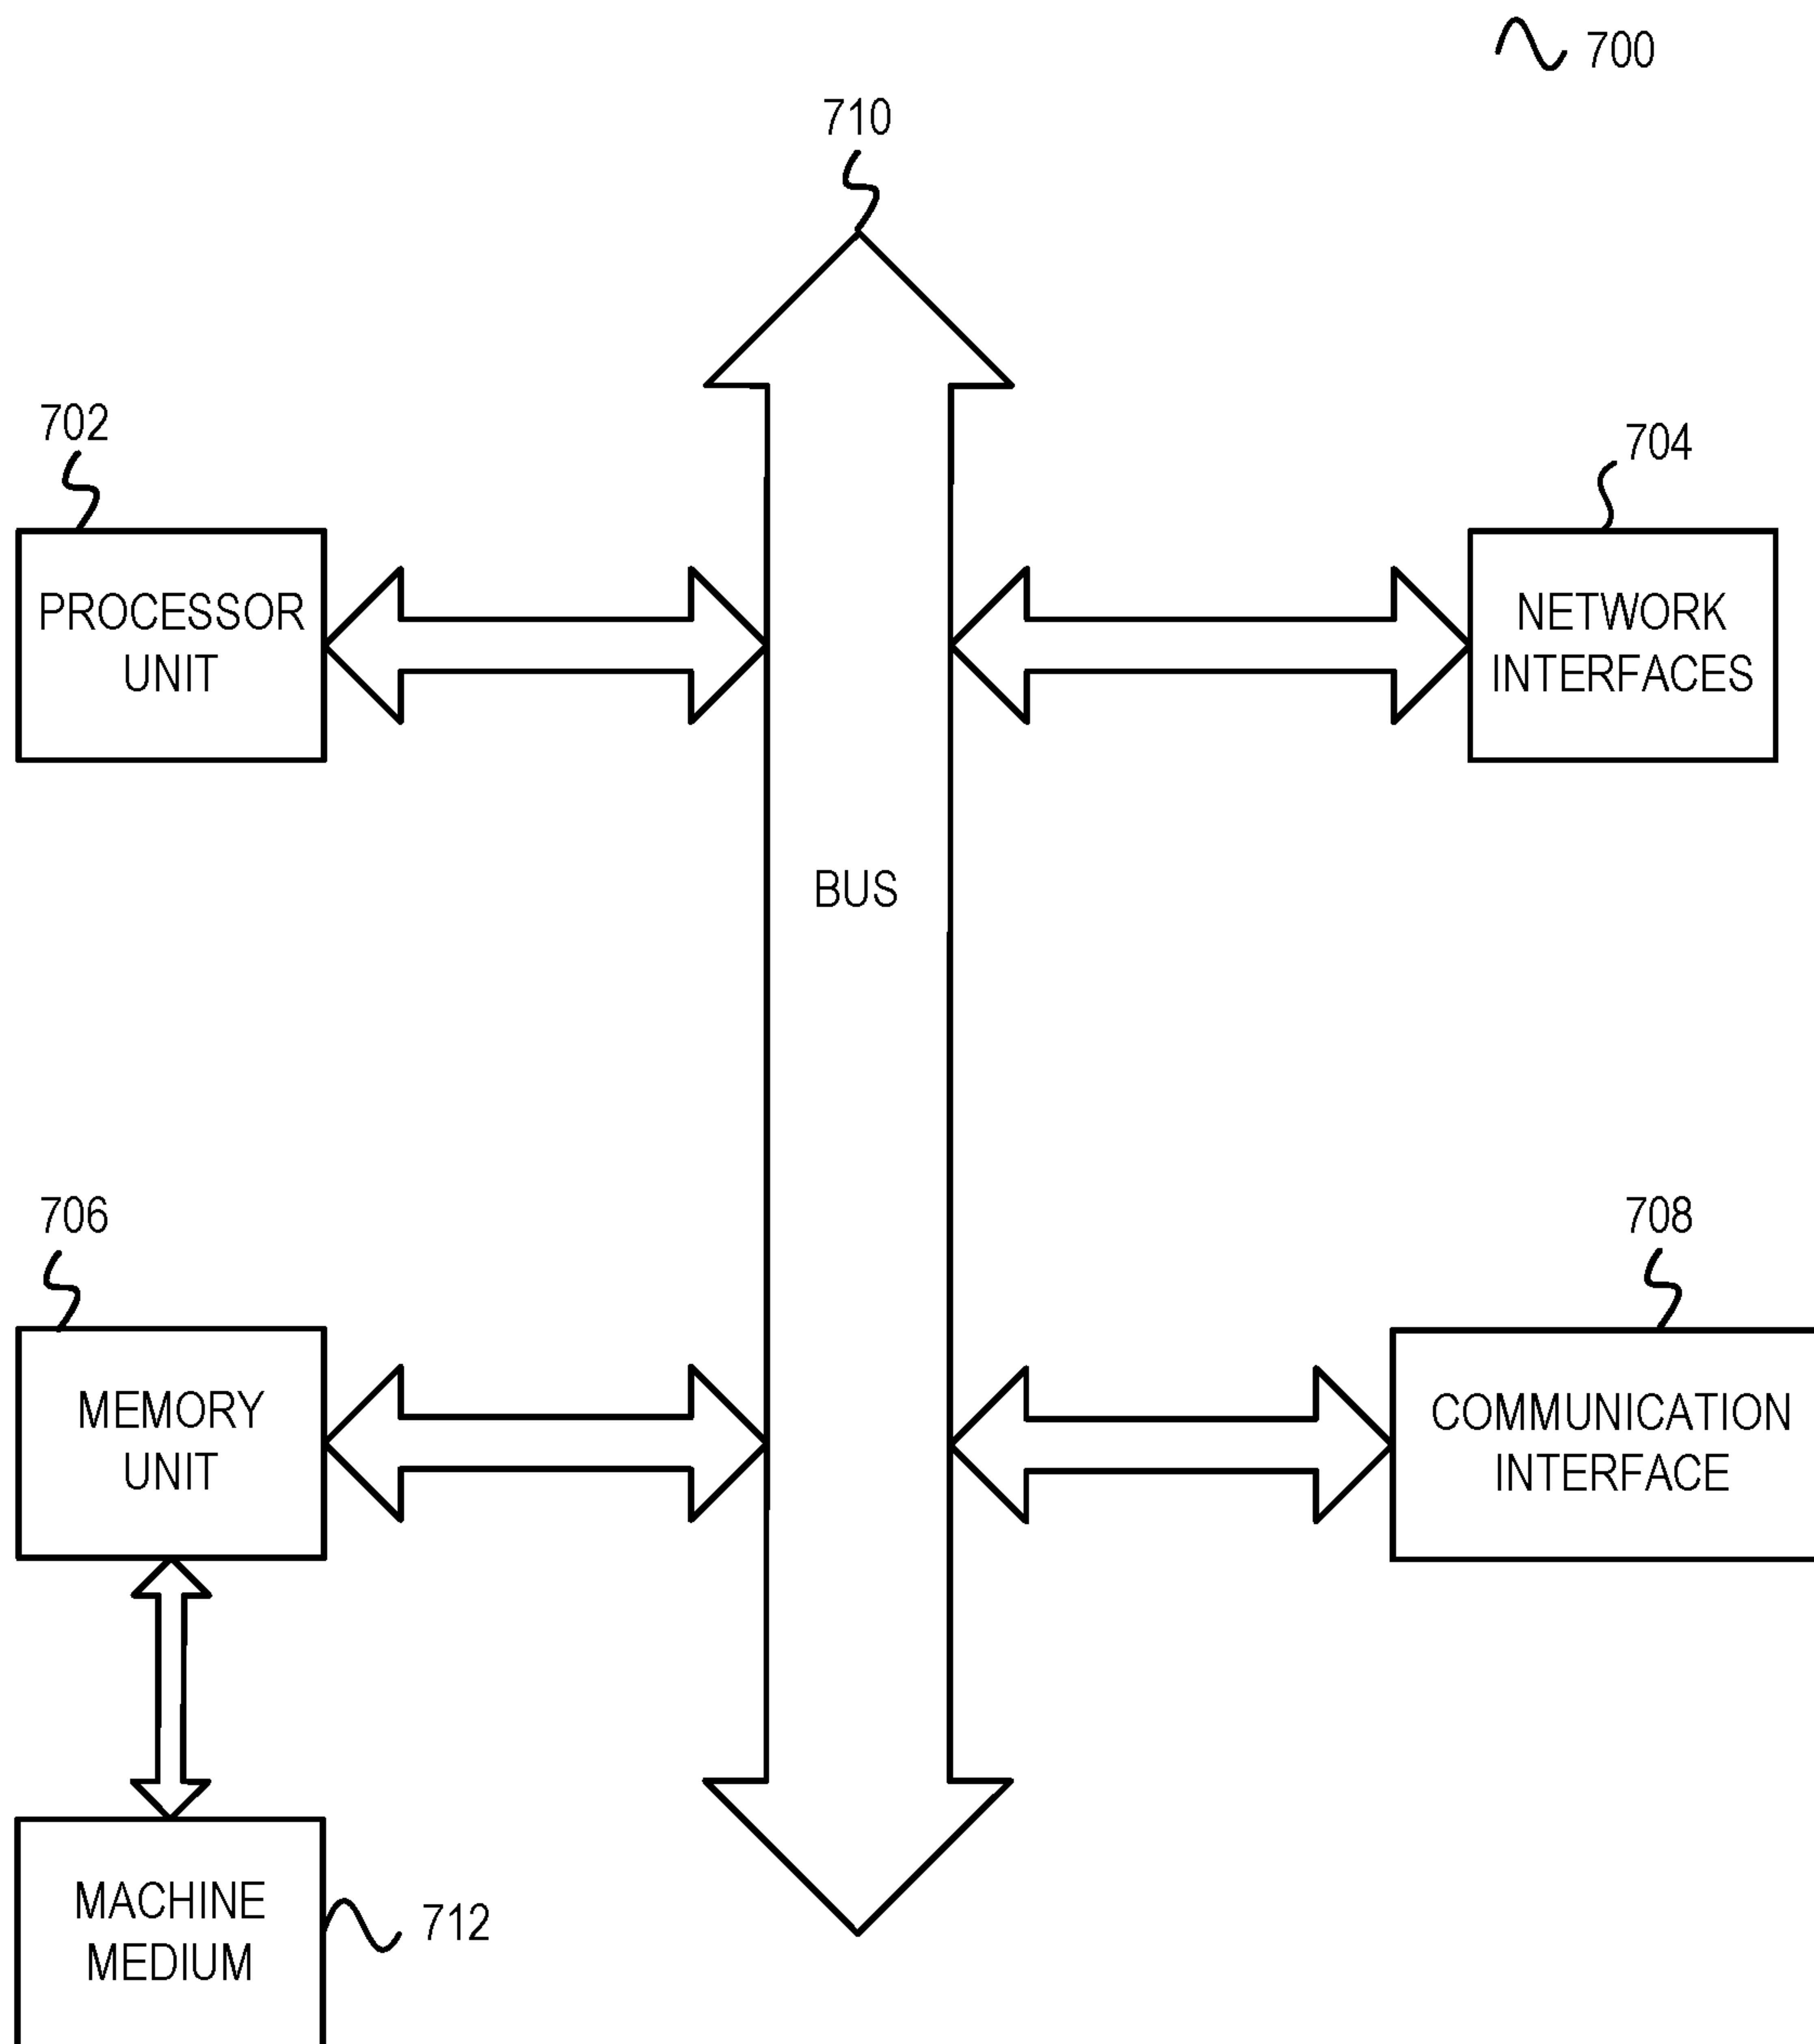 700
710
702
704
PROCESSOR
UNIT
NETWORK
INTERFACES
BUS
706
708
MEMORY
UNIT
COMMUNICATION
INTERFACE
MACHINE
MEDIUM
712